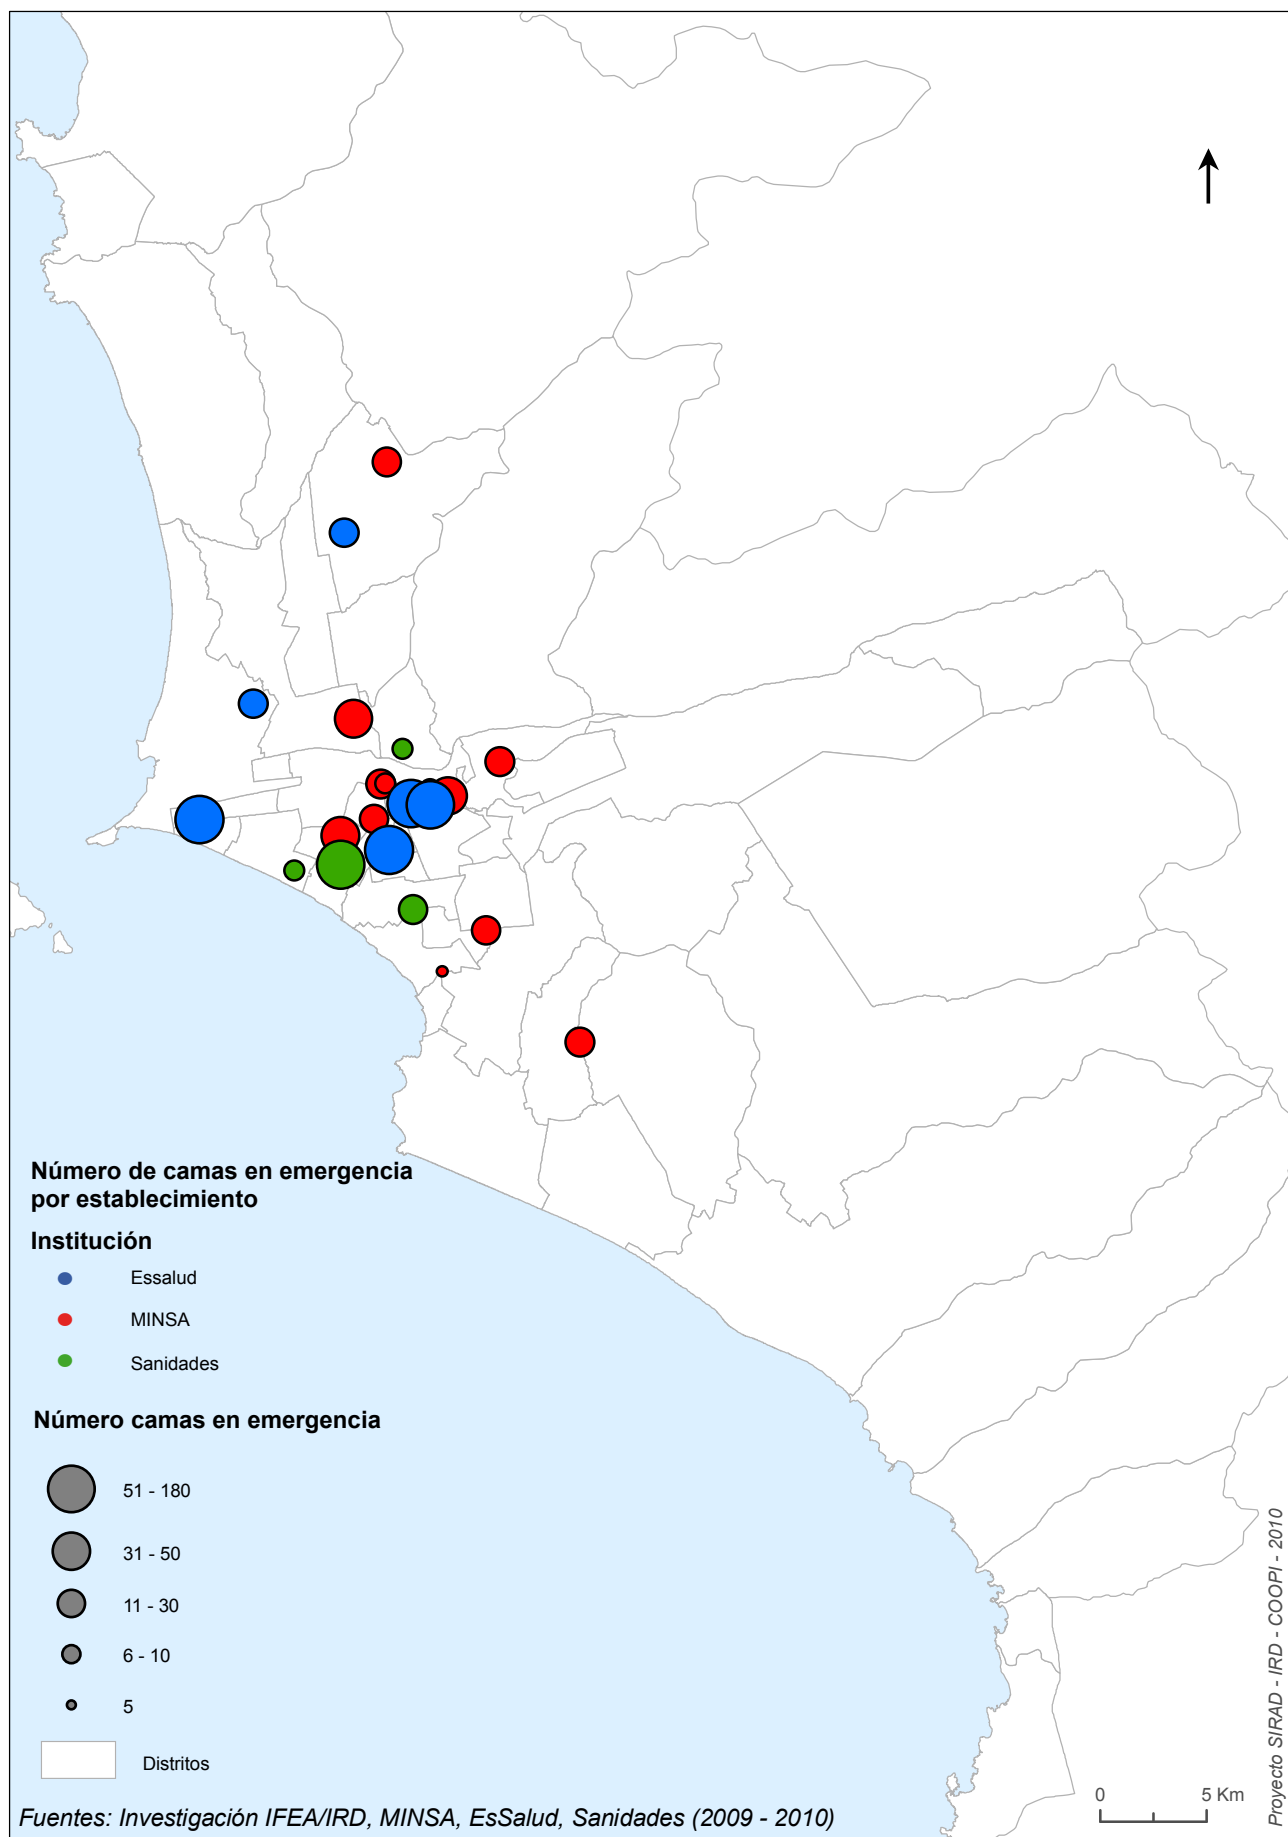 Número de camas en emergencia
por establecimiento
Institución
Essalud
MINSA
Sanidades
Número camas en emergencia
51 - 180
31 - 50
11 - 30
6 - 10
5
Distritos
Fuentes: Investigación IFEA/IRD, MINSA, EsSalud, Sanidades (2009 - 2010)
0 5 Km
Proyecto SIRAD - IRD - COOPI - 2010